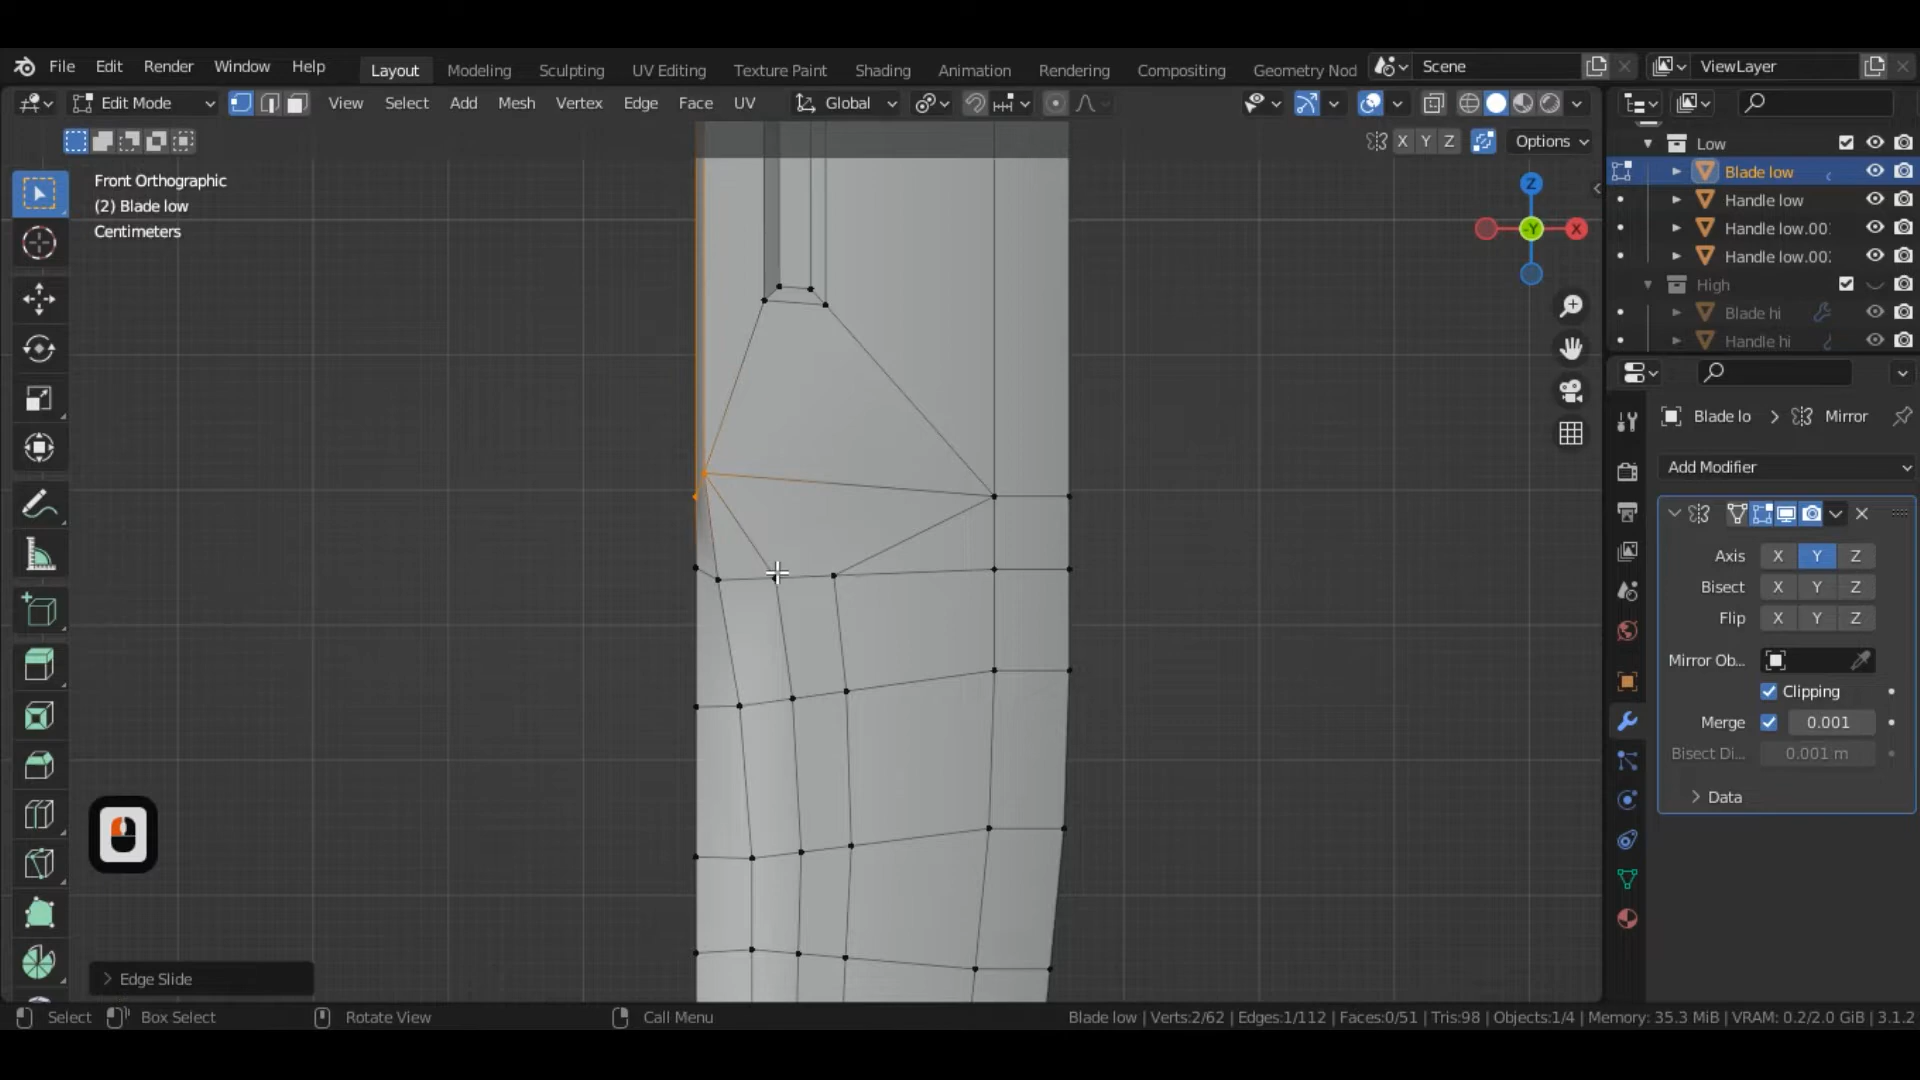 File Edit Render Window Help Layout Modeling Sculpting UV Editing Texture Paint Shading Animation Rendering Compositing Geometry Nod Scene ViewLayer
Edit Mode View Select Add Mesh Vertex Edge Face UV Global
X Y Z Options
Front Orthographic
(2) Blade low
Centimeters
Z
-Y
X
Low
Blade low
Handle low
Handle low.00
Handle low.00
High
Blade hi
Handle hi
Blade lo > Mirror
Add Modifier
Axis X Y Z
Bisect X Y Z
Flip X Y Z
Mirror Ob...
Clipping
Merge 0.001
Bisect Di... 0.001 m
> Data
> Edge Slide
Select Box Select Rotate View Call Menu Blade low | Verts:2/62 | Edges:1/112 | Faces:0/51 | Tris:98 | Objects:1/4 | Memory: 35.3 MiB | VRAM: 0.2/2.0 GiB | 3.1.2